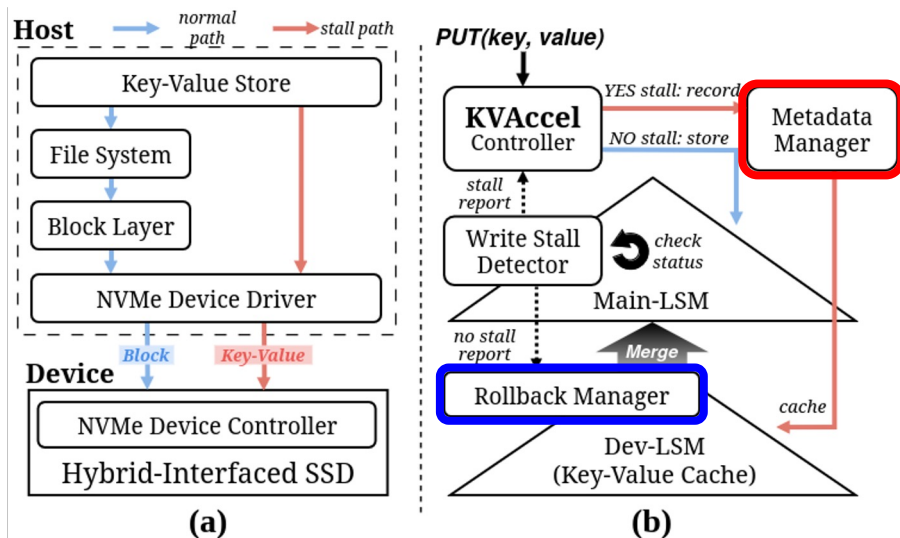 Host
normal
path
stall path
Key-Value Store
File System
Block Layer
NVMe Device Driver
Block
Key-Value
Device
NVMe Device Controller
Hybrid-Interfaced SSD
(a)
PUT(key, value)
KVAccel
Controller
YES stall: record
NO stall: store
Metadata
Manager
stall
report
Write Stall
Detector
check
status
Main-LSM
no stall
report
Merge
Rollback Manager
cache
Dev-LSM
(Key-Value Cache)
(b)